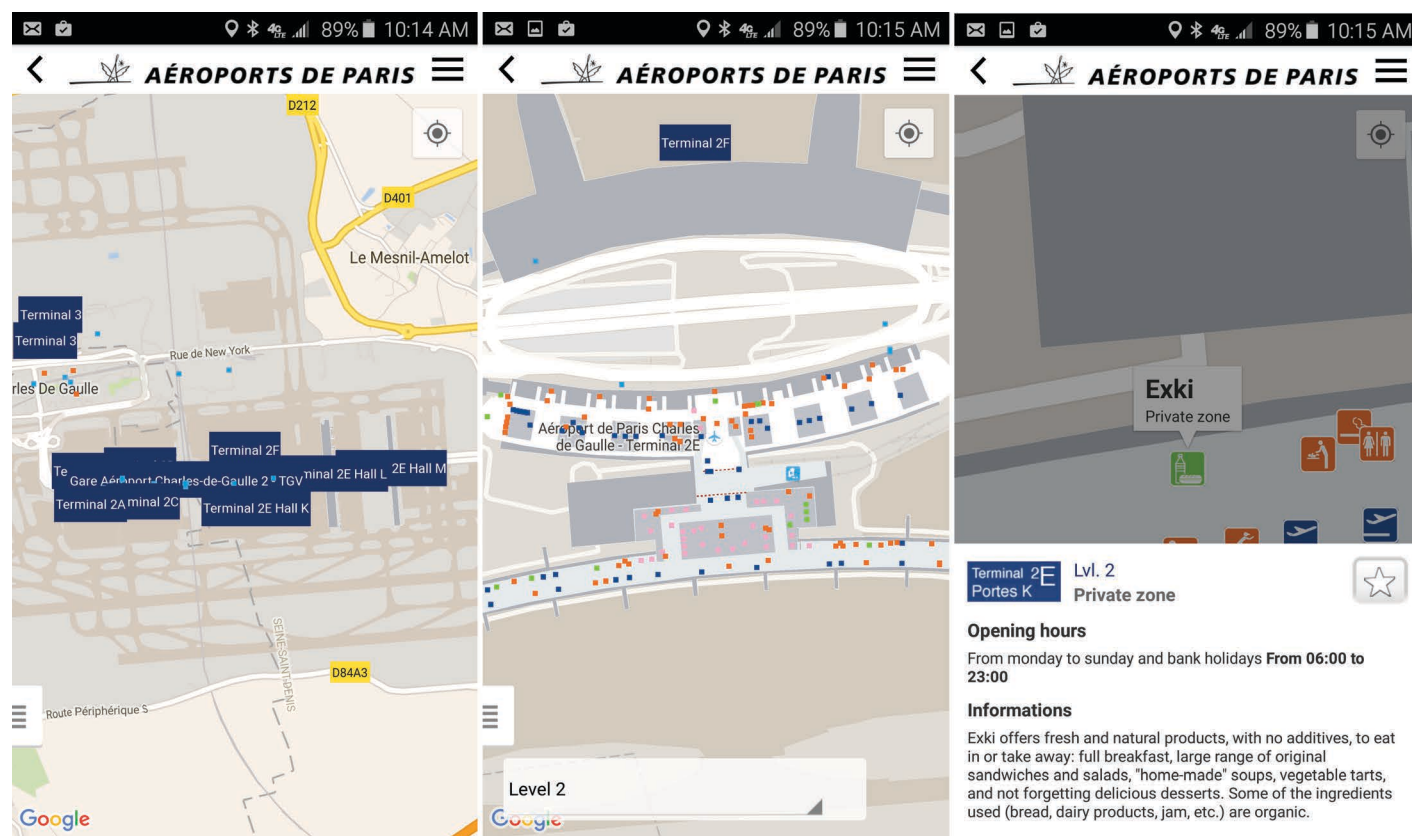 89% 10:14 AM
AÉROPORTS DE PARIS
D212
D401
Le Mesnil-Amelot
Terminal 3
Terminal 3
Rue de New York
rles De Gaulle
Terminal 2F
Te
Gare Aéroport Charles-de-Gaulle 2 TGV
minal 2E Hall L
2E Hall M
Terminal 2A
minal 2C
Terminal 2E Hall K
SEINE-SAINT-DENIS
D84A3
Route Périphérique S
Google
4G LTE 89% 10:15 AM
AÉROPORTS DE PARIS
Terminal 2F
Aéroport de Paris Charles
de Gaulle - Terminal 2E
Level 2
Google
4G LTE 89% 10:15 AM
AÉROPORTS DE PARIS
Exki
Private zone
Terminal 2E
Portes K
Lvl. 2
Private zone
Opening hours
From monday to sunday and bank holidays From 06:00 to
23:00
Informations
Exki offers fresh and natural products, with no additives, to eat
in or take away: full breakfast, large range of original
sandwiches and salads, "home-made" soups, vegetable tarts,
and not forgetting delicious desserts. Some of the ingredients
used (bread, dairy products, jam, etc.) are organic.